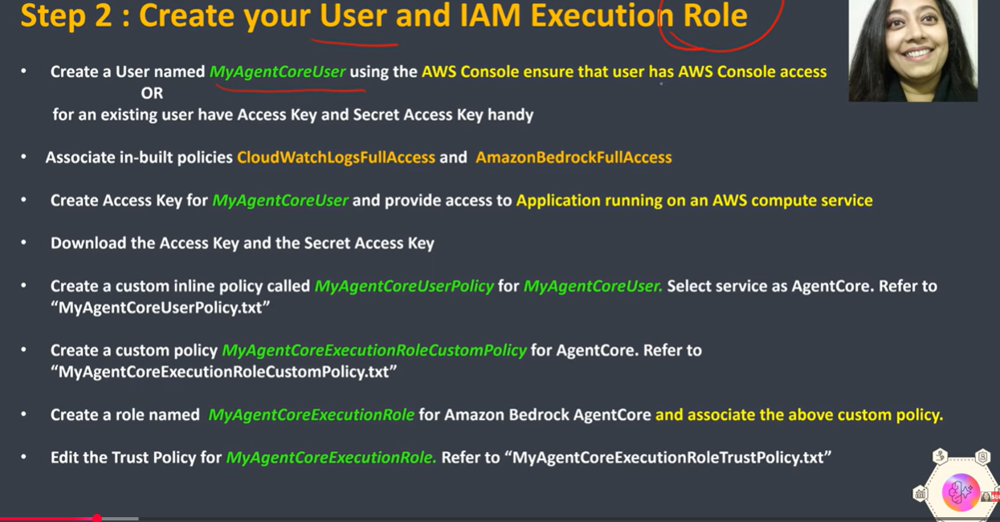 Step 2 : Create your User and IAM Execution Role
• Create a User named MyAgentCoreUser using the AWS Console ensure that user has AWS Console access
OR
for an existing user have Access Key and Secret Access Key handy
• Associate in-built policies CloudWatchLogsFullAccess and AmazonBedrockFullAccess
• Create Access Key for MyAgentCoreUser and provide access to Application running on an AWS compute service
• Download the Access Key and the Secret Access Key
• Create a custom inline policy called MyAgentCoreUserPolicy for MyAgentCoreUser. Select service as AgentCore. Refer to
“MyAgentCoreUserPolicy.txt”
• Create a custom policy MyAgentCoreExecutionRoleCustomPolicy for AgentCore. Refer to
“MyAgentCoreExecutionRoleCustomPolicy.txt”
• Create a role named MyAgentCoreExecutionRole for Amazon Bedrock AgentCore and associate the above custom policy.
• Edit the Trust Policy for MyAgentCoreExecutionRole. Refer to “MyAgentCoreExecutionRoleTrustPolicy.txt”